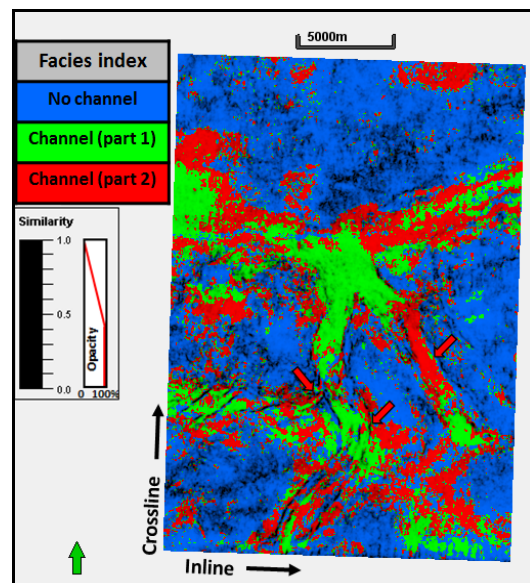 5000m
Facies index
No channel
Channel (part 1)
Channel (part 2)
Similarity
1.0
0.5
0.0
Opacity
0 100%
Crossline
Inline